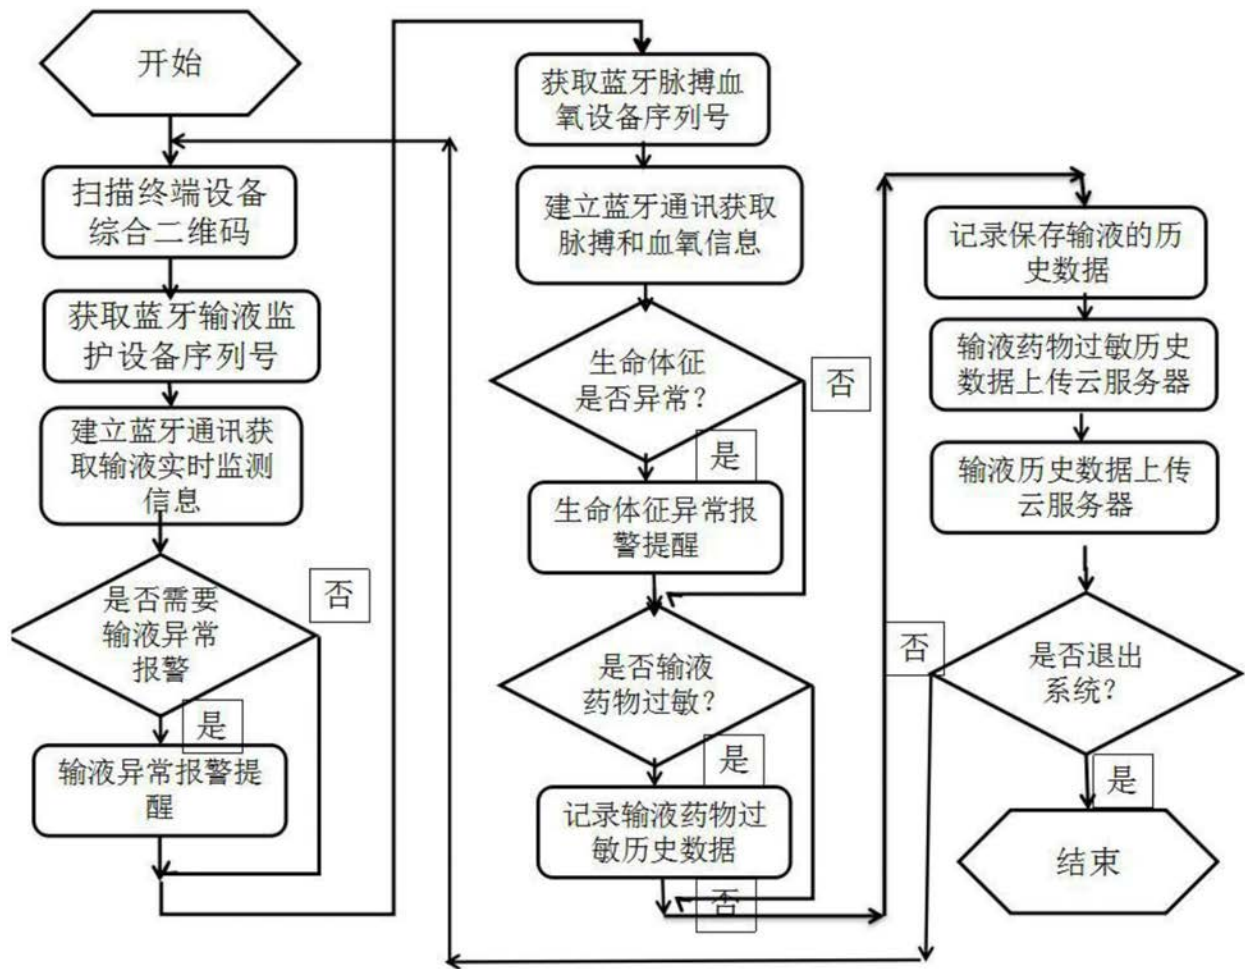 开始
扫描终端设备
综合二维码
获取蓝牙输液监
护设备序列号
建立蓝牙通讯获
取输液实时监测
信息
是否需要
输液异常
报警
否
是
输液异常报警提
醒
获取蓝牙脉搏血
氧设备序列号
建立蓝牙通讯获取
脉搏和血氧信息
生命体征
是否异常?
否
是
生命体征异常报
警提醒
是否输液
药物过敏?
是
记录输液药物过
敏历史数据
否
记录保存输液的历
史数据
输液药物过敏历史
数据上传云服务器
输液历史数据上传
云服务器
是否退出
系统?
否
是
结束